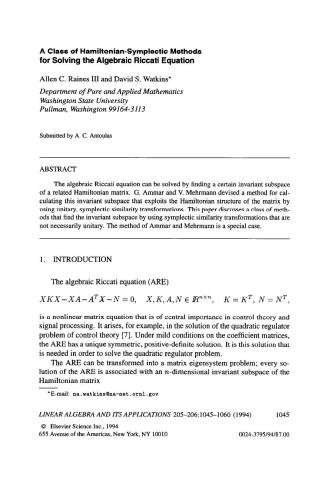 A Class of Hamiltonian-Symplectic Methods
for Solving the Algebraic Riccati Equation
Allen C. Raines III and David S. Watkins*
Department of Pure and Applied Mathematics
Washington State University
Pullman, Washington 99164-3113
Submitted by A. C. Antoulas
ABSTRACT
The algebraic Riccati equation can be solved by finding a certain invariant subspace
of a related Hamiltonian matrix. G. Ammar and V. Mehrmann devised a method for cal-
culating this invariant subspace that exploits the Hamiltonian structure of the matrix by
using unitary, symplectic similarity transformations. This paper discusses a class of meth-
ods that find the invariant subspace by using symplectic similarity transformations that are
not necessarily unitary. The method of Ammar and Mehrmann is a special case.
1. INTRODUCTION
The algebraic Riccati equation (ARE)
XKX−XA−AᵀX−N = 0, X,K,A,N ∈ ℝⁿˣⁿ, K = Kᵀ, N = Nᵀ,
is a nonlinear matrix equation that is of central importance in control theory and
signal processing. It arises, for example, in the solution of the quadratic regulator
problem of control theory [7]. Under mild conditions on the coefficient matrices,
the ARE has a unique symmetric, positive-definite solution. It is this solution that
is needed in order to solve the quadratic regulator problem.
The ARE can be transformed into a matrix eigensystem problem; every so-
lution of the ARE is associated with an n-dimensional invariant subspace of the
Hamiltonian matrix
*E-mail: na.watkins@na-net.ornl.gov
LINEAR ALGEBRA AND ITS APPLICATIONS 205–206:1045–1060 (1994) 1045
© Elsevier Science Inc., 1994
655 Avenue of the Americas, New York, NY 10010 0024-3795/94/$7.00